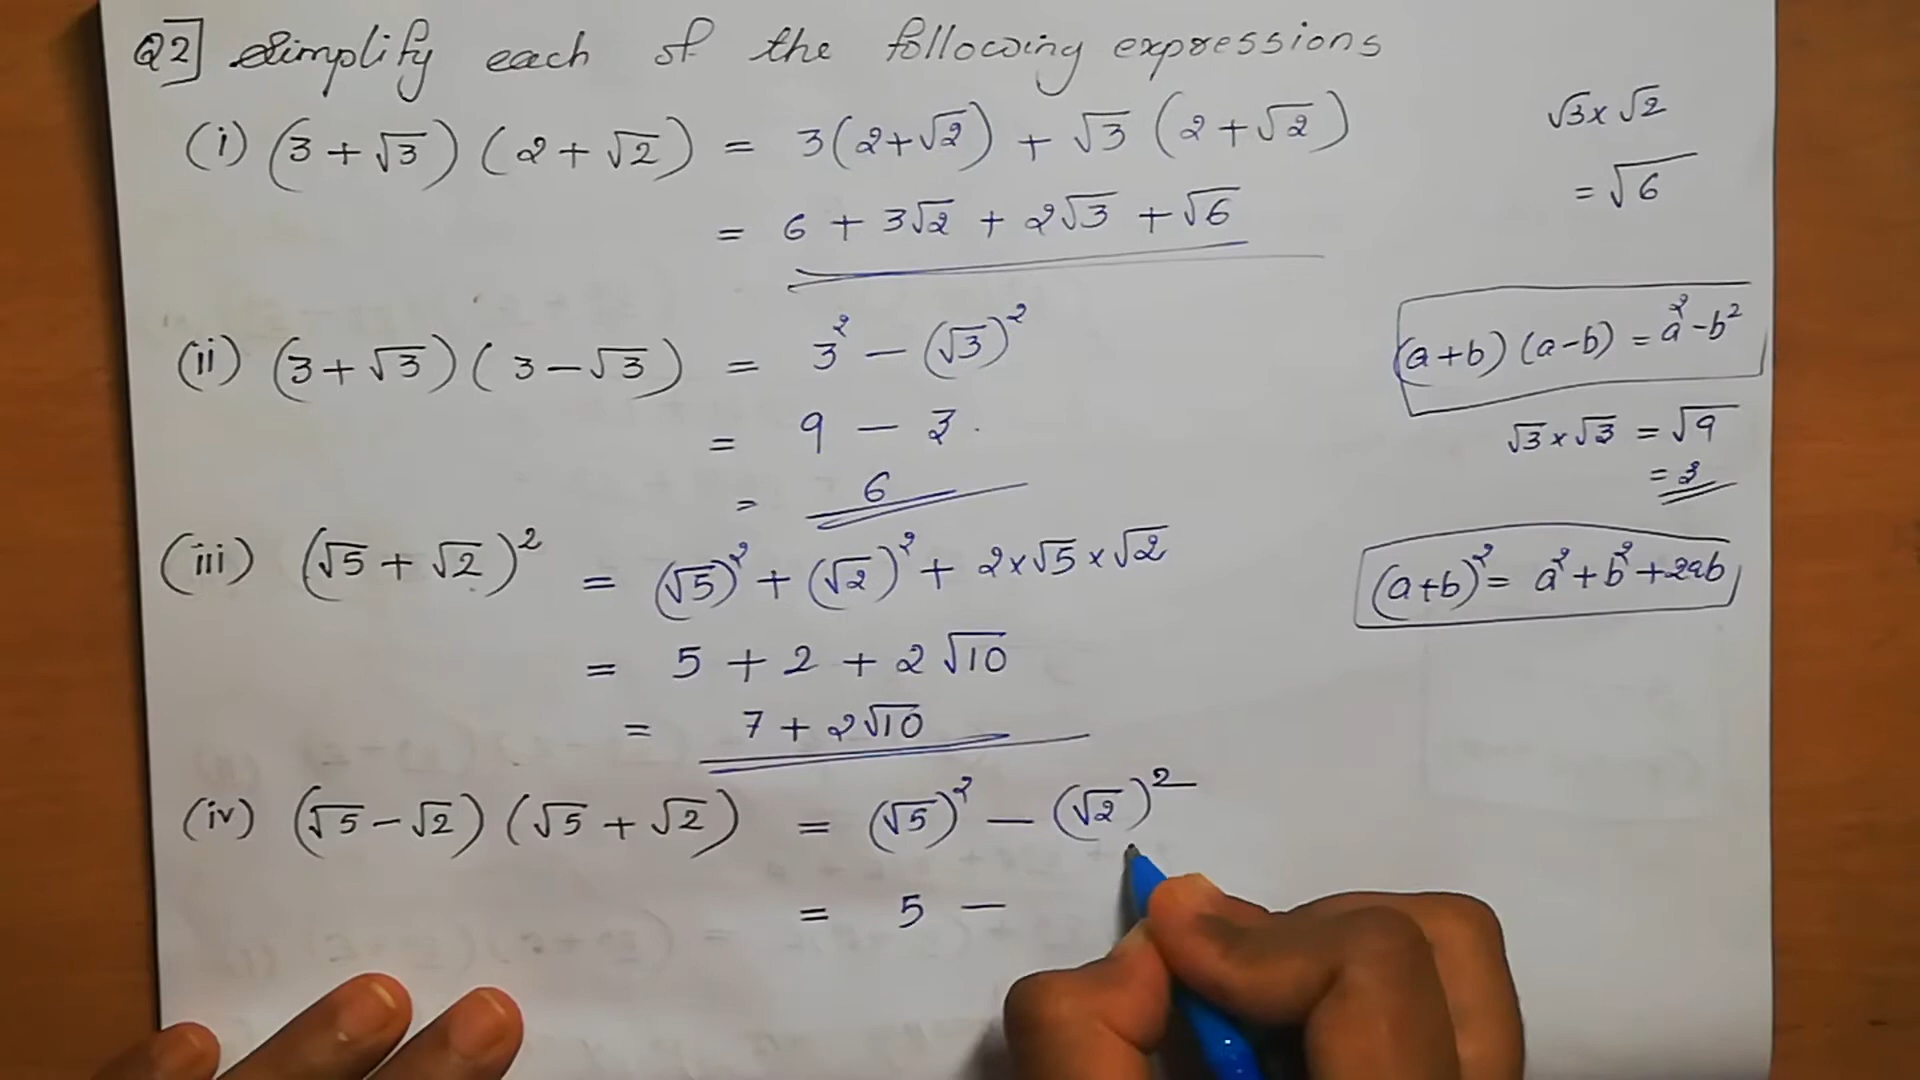 Q2] Simplify each of the following expressions
(i) (3 + √3) (2 + √2) = 3(2+√2) + √3 (2 + √2)
= 6 + 3√2 + 2√3 + √6
√3 × √2
= √6
(ii) (3 + √3) (3 − √3) = 3² − (√3)²
= 9 − 3
= 6
(a+b) (a−b) = a² − b²
√3 × √3 = √9
= 3
(iii) (√5 + √2)² = (√5)² + (√2)² + 2×√5×√2
= 5 + 2 + 2√10
= 7 + 2√10
(a+b)² = a² + b² + 2ab
(iv) (√5 − √2) (√5 + √2) = (√5)² − (√2)²
= 5 −